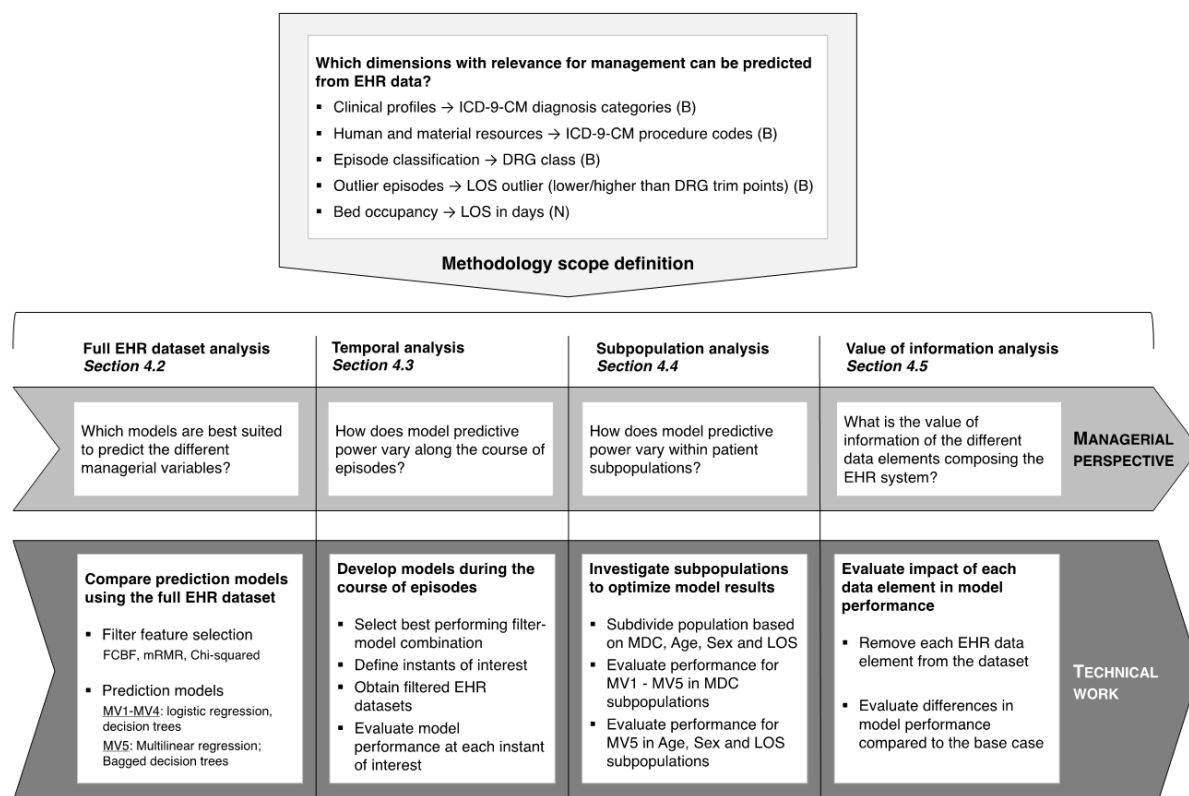 Which dimensions with relevance for management can be predicted
from EHR data?
▪ Clinical profiles → ICD-9-CM diagnosis categories (B)
▪ Human and material resources → ICD-9-CM procedure codes (B)
▪ Episode classification → DRG class (B)
▪ Outlier episodes → LOS outlier (lower/higher than DRG trim points) (B)
▪ Bed occupancy → LOS in days (N)
Methodology scope definition
Full EHR dataset analysis
Section 4.2
Temporal analysis
Section 4.3
Subpopulation analysis
Section 4.4
Value of information analysis
Section 4.5
Which models are best suited
to predict the different
managerial variables?
How does model predictive
power vary along the course of
episodes?
How does model predictive
power vary within patient
subpopulations?
What is the value of
information of the different
data elements composing the
EHR system?
MANAGERIAL
PERSPECTIVE
Compare prediction models
using the full EHR dataset
▪ Filter feature selection
FCBF, mRMR, Chi-squared
▪ Prediction models
MV1-MV4: logistic regression,
decision trees
MV5: Multilinear regression;
Bagged decision trees
Develop models during the
course of episodes
▪ Select best performing filter-
model combination
▪ Define instants of interest
▪ Obtain filtered EHR
datasets
▪ Evaluate model
performance at each instant
of interest
Investigate subpopulations
to optimize model results
▪ Subdivide population based
on MDC, Age, Sex and LOS
▪ Evaluate performance for
MV1 - MV5 in MDC
subpopulations
▪ Evaluate performance for
MV5 in Age, Sex and LOS
subpopulations
Evaluate impact of each
data element in model
performance
▪ Remove each EHR data
element from the dataset
▪ Evaluate differences in
model performance
compared to the base case
TECHNICAL
WORK